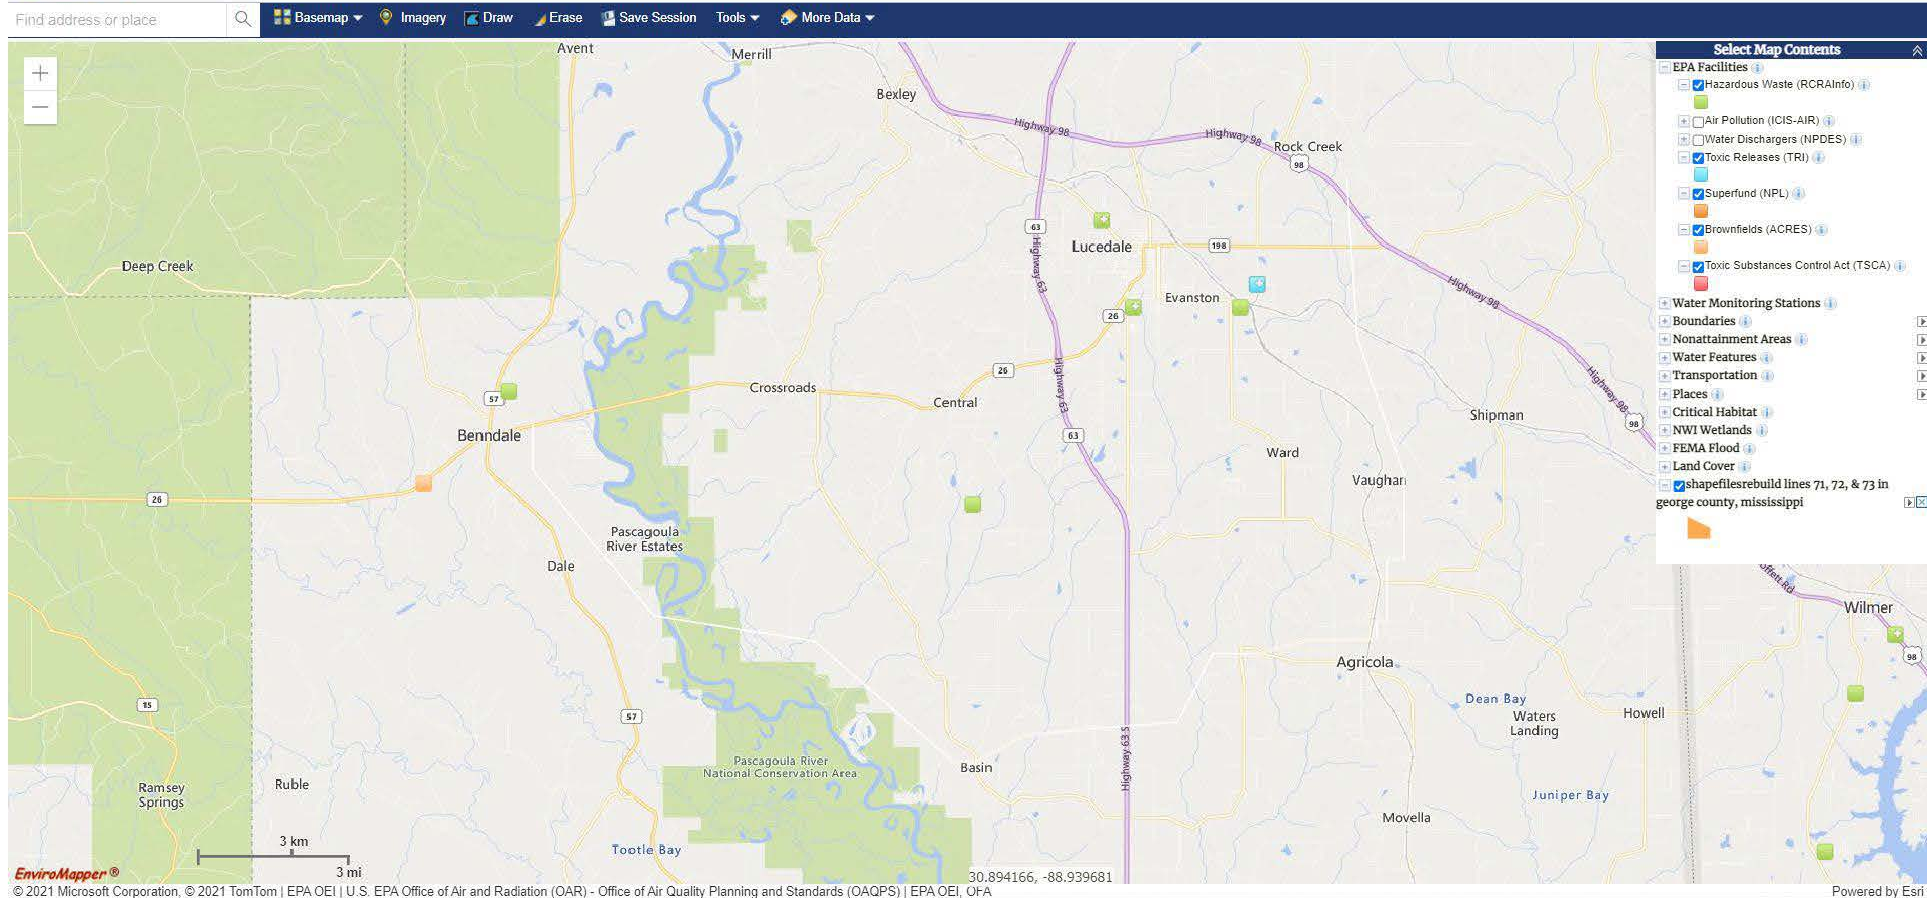 Find address or place
Basemap
Imagery
Draw
Erase
Save Session
Tools
More Data
Select Map Contents
EPA Facilities
Hazardous Waste (RCRAInfo)
Air Pollution (ICIS-AIR)
Water Dischargers (NPDES)
Toxic Releases (TRI)
Superfund (NPL)
Brownfields (ACRES)
Toxic Substances Control Act (TSCA)
Water Monitoring Stations
Boundaries
Nonattainment Areas
Water Features
Transportation
Places
Critical Habitat
NWI Wetlands
FEMA Flood
Land Cover
shapefilesrebuild lines 71, 72, & 73 in
george county, mississippi
Avent
Merrill
Bexley
Highway 98
Highway 98
Rock Creek
98
63
Highway 63
Lucedale
198
Deep Creek
Highway 98
Evanston
26
Highway 63
26
Highway 98
98
Crossroads
57
Central
Shipman
63
Benndale
Ward
Vaughan
26
Pascagoula
River Estates
Dale
offett Rd
Wilmer
98
Agricola
Dean Bay
Waters
Landing
Howell
15
57
Highway 63 S
Pascagoula River
National Conservation Area
Basin
Ramsey
Springs
Ruble
Juniper Bay
Movella
Tootle Bay
3 km
3 mi
EnviroMapper ®
30.894166, -88.939681
© 2021 Microsoft Corporation, © 2021 TomTom | EPA OEI | U.S. EPA Office of Air and Radiation (OAR) - Office of Air Quality Planning and Standards (OAQPS) | EPA OEI, OFA
Powered by Esri